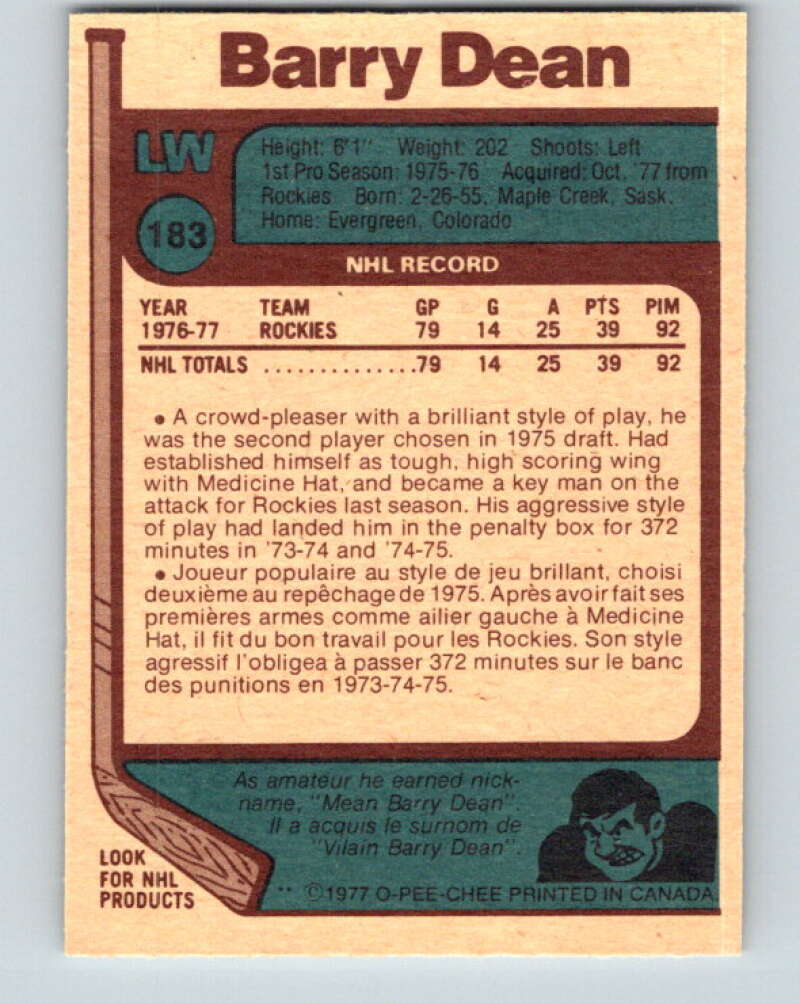 Barry Dean
LW
Height: 6'1" Weight: 202 Shoots: Left
1st Pro Season: 1975-76 Acquired: Oct. '77 from
Rockies Born: 2-26-55, Maple Creek, Sask.
Home: Evergreen, Colorado
183
NHL RECORD
YEAR TEAM GP G A PTS PIM
1976-77 ROCKIES 79 14 25 39 92
NHL TOTALS ...............79 14 25 39 92
• A crowd-pleaser with a brilliant style of play, he
was the second player chosen in 1975 draft. Had
established himself as tough, high scoring wing
with Medicine Hat, and became a key man on the
attack for Rockies last season. His aggressive style
of play had landed him in the penalty box for 372
minutes in '73-74 and '74-75.
• Joueur populaire au style de jeu brillant, choisi
deuxième au repêchage de 1975. Après avoir fait ses
premières armes comme ailier gauche à Medicine
Hat, il fit du bon travail pour les Rockies. Son style
agressif l'obligea à passer 372 minutes sur le banc
des punitions en 1973-74-75.
As amateur he earned nick-
name, "Mean Barry Dean".
Il a acquis le surnom de
"Vilain Barry Dean".
LOOK
FOR NHL
PRODUCTS
** ©1977 O-PEE-CHEE PRINTED IN CANADA